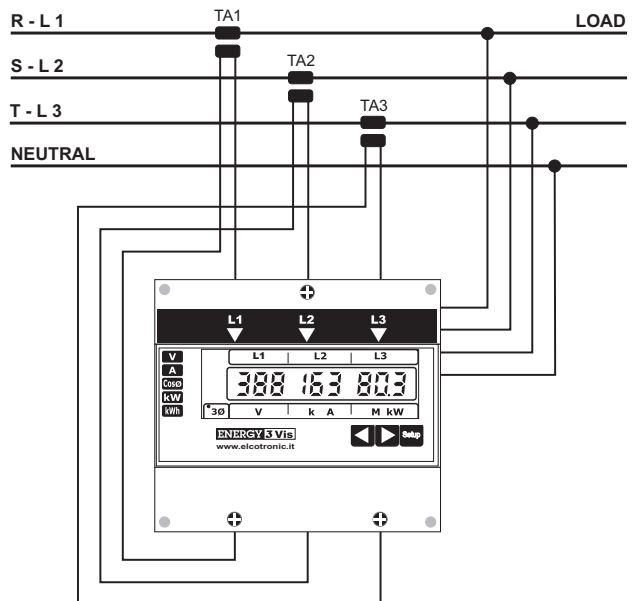 TA1
R - L 1 LOAD
TA2
S - L 2
TA3
T - L 3
NEUTRAL
L1 L2 L3
V L1 L2 L3
A
CosØ 388 163 80.3
kW
kWh 3Ø V k A M kW
ENERGY 3 Vis Setup
www.elcotronic.it